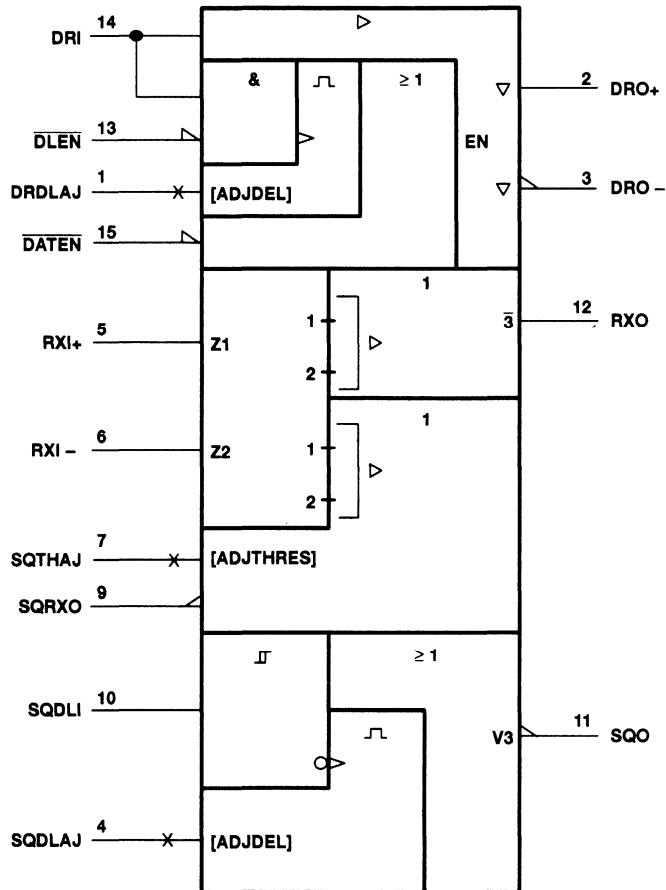 14
DRI
& ≥ 1
2
DRO+
13
DLEN
EN
1
DRDLAJ
[ADJDEL]
3
DRO –
15
DATEN
1
5
RXI+
Z1
1
2
3
12
RXO
1
6
RXI –
Z2
1
2
7
SQTHAJ
[ADJTHRES]
9
SQRXO
≥ 1
10
SQDLI
V3
11
SQO
4
SQDLAJ
[ADJDEL]